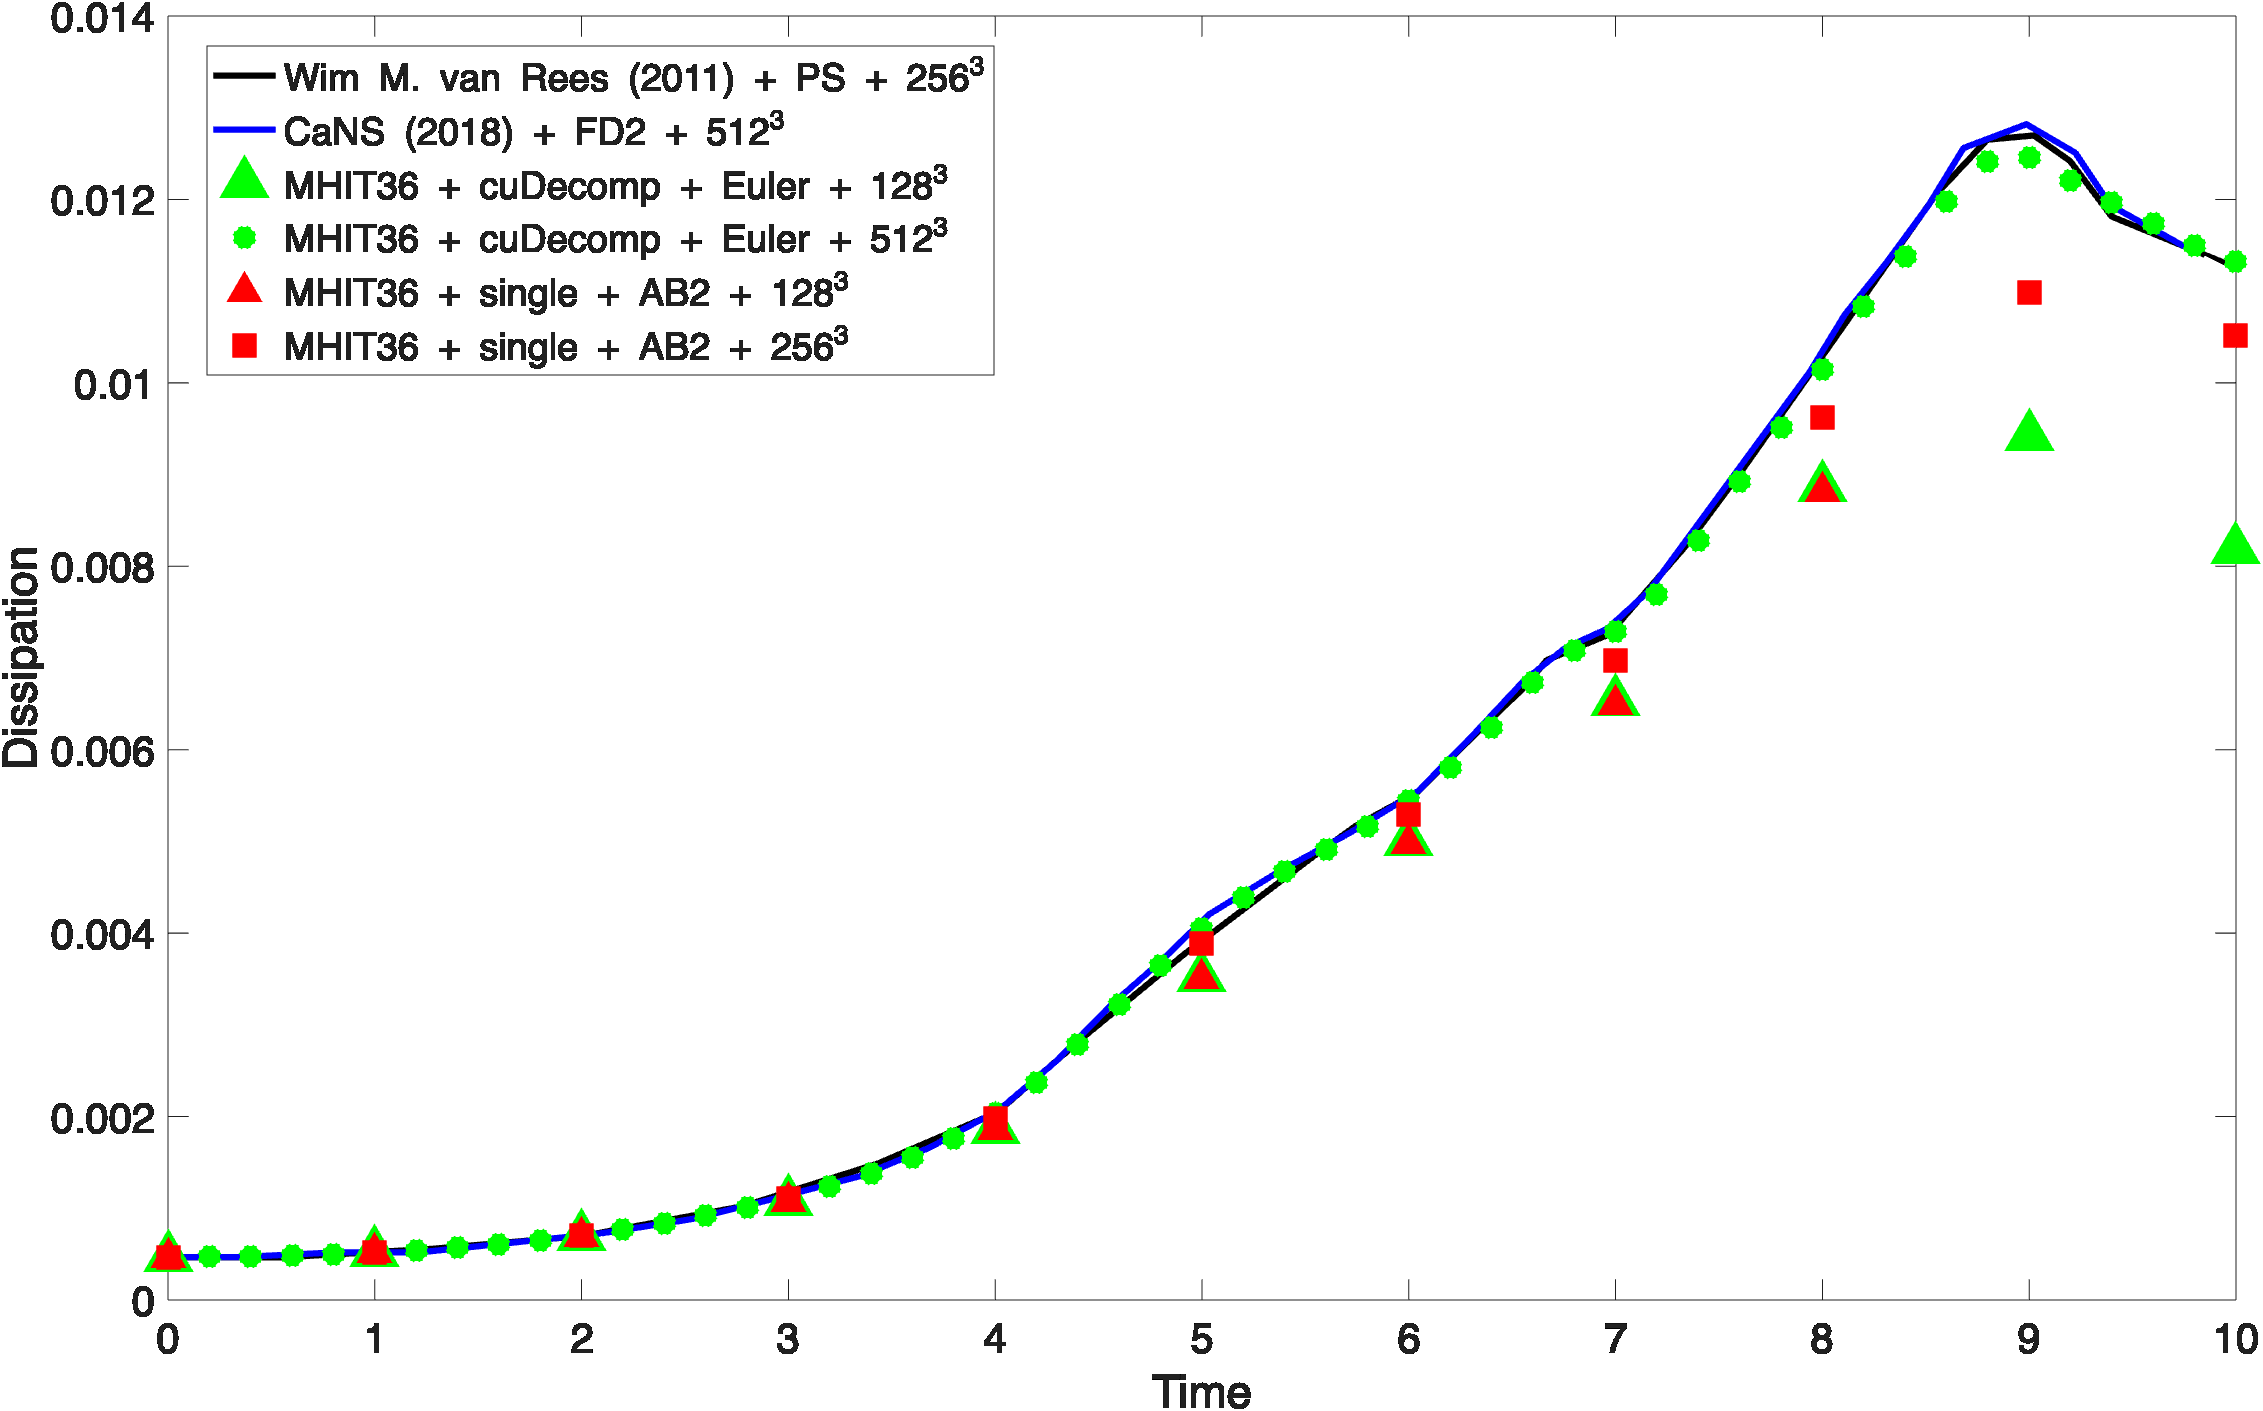 0.014
0.012
0.01
0.008
0.006
0.004
0.002
0
Dissipation
Wim M. van Rees (2011) + PS + 256³
CaNS (2018) + FD2 + 512³
MHIT36 + cuDecomp + Euler + 128³
MHIT36 + cuDecomp + Euler + 512³
MHIT36 + single + AB2 + 128³
MHIT36 + single + AB2 + 256³
0 1 2 3 4 5 6 7 8 9 10
Time